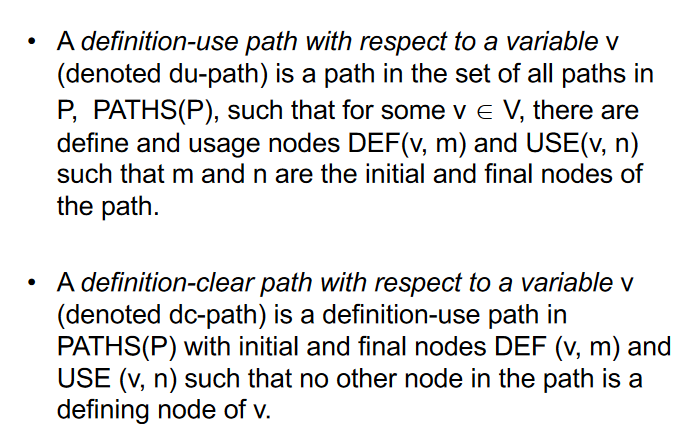 • A definition-use path with respect to a variable v
(denoted du-path) is a path in the set of all paths in
P, PATHS(P), such that for some v ∈ V, there are
define and usage nodes DEF(v, m) and USE(v, n)
such that m and n are the initial and final nodes of
the path.
• A definition-clear path with respect to a variable v
(denoted dc-path) is a definition-use path in
PATHS(P) with initial and final nodes DEF (v, m) and
USE (v, n) such that no other node in the path is a
defining node of v.